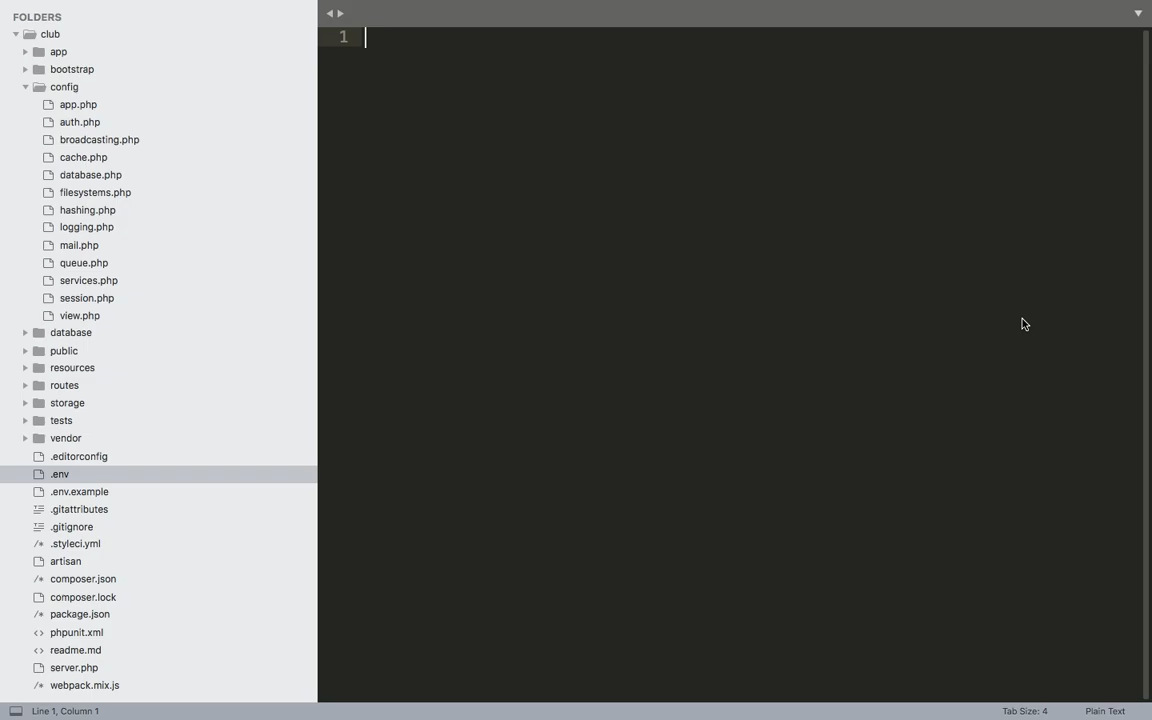 FOLDERS
club
app
bootstrap
config
app.php
auth.php
broadcasting.php
cache.php
database.php
filesystems.php
hashing.php
logging.php
mail.php
queue.php
services.php
session.php
view.php
database
public
resources
routes
storage
tests
vendor
.editorconfig
.env
.env.example
.gitattributes
.gitignore
.styleci.yml
artisan
composer.json
composer.lock
package.json
phpunit.xml
readme.md
server.php
webpack.mix.js
1
Line 1, Column 1
Tab Size: 4
Plain Text